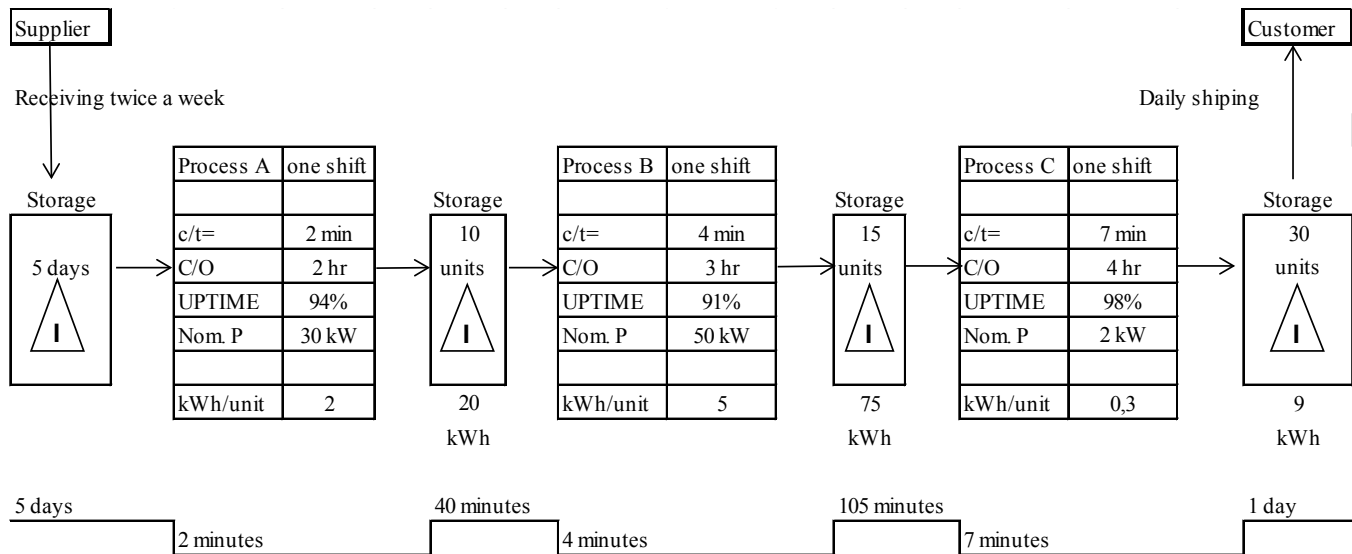 Supplier
Customer
Receiving twice a week
Daily shiping
Process A one shift
Process B one shift
Process C one shift
Storage
Storage
Storage
Storage
5 days
I
c/t= 2 min
C/O 2 hr
UPTIME 94%
Nom. P 30 kW
kWh/unit 2
10
units
I
20
kWh
c/t= 4 min
C/O 3 hr
UPTIME 91%
Nom. P 50 kW
kWh/unit 5
15
units
I
75
kWh
c/t= 7 min
C/O 4 hr
UPTIME 98%
Nom. P 2 kW
kWh/unit 0,3
30
units
I
9
kWh
5 days
2 minutes
40 minutes
4 minutes
105 minutes
7 minutes
1 day